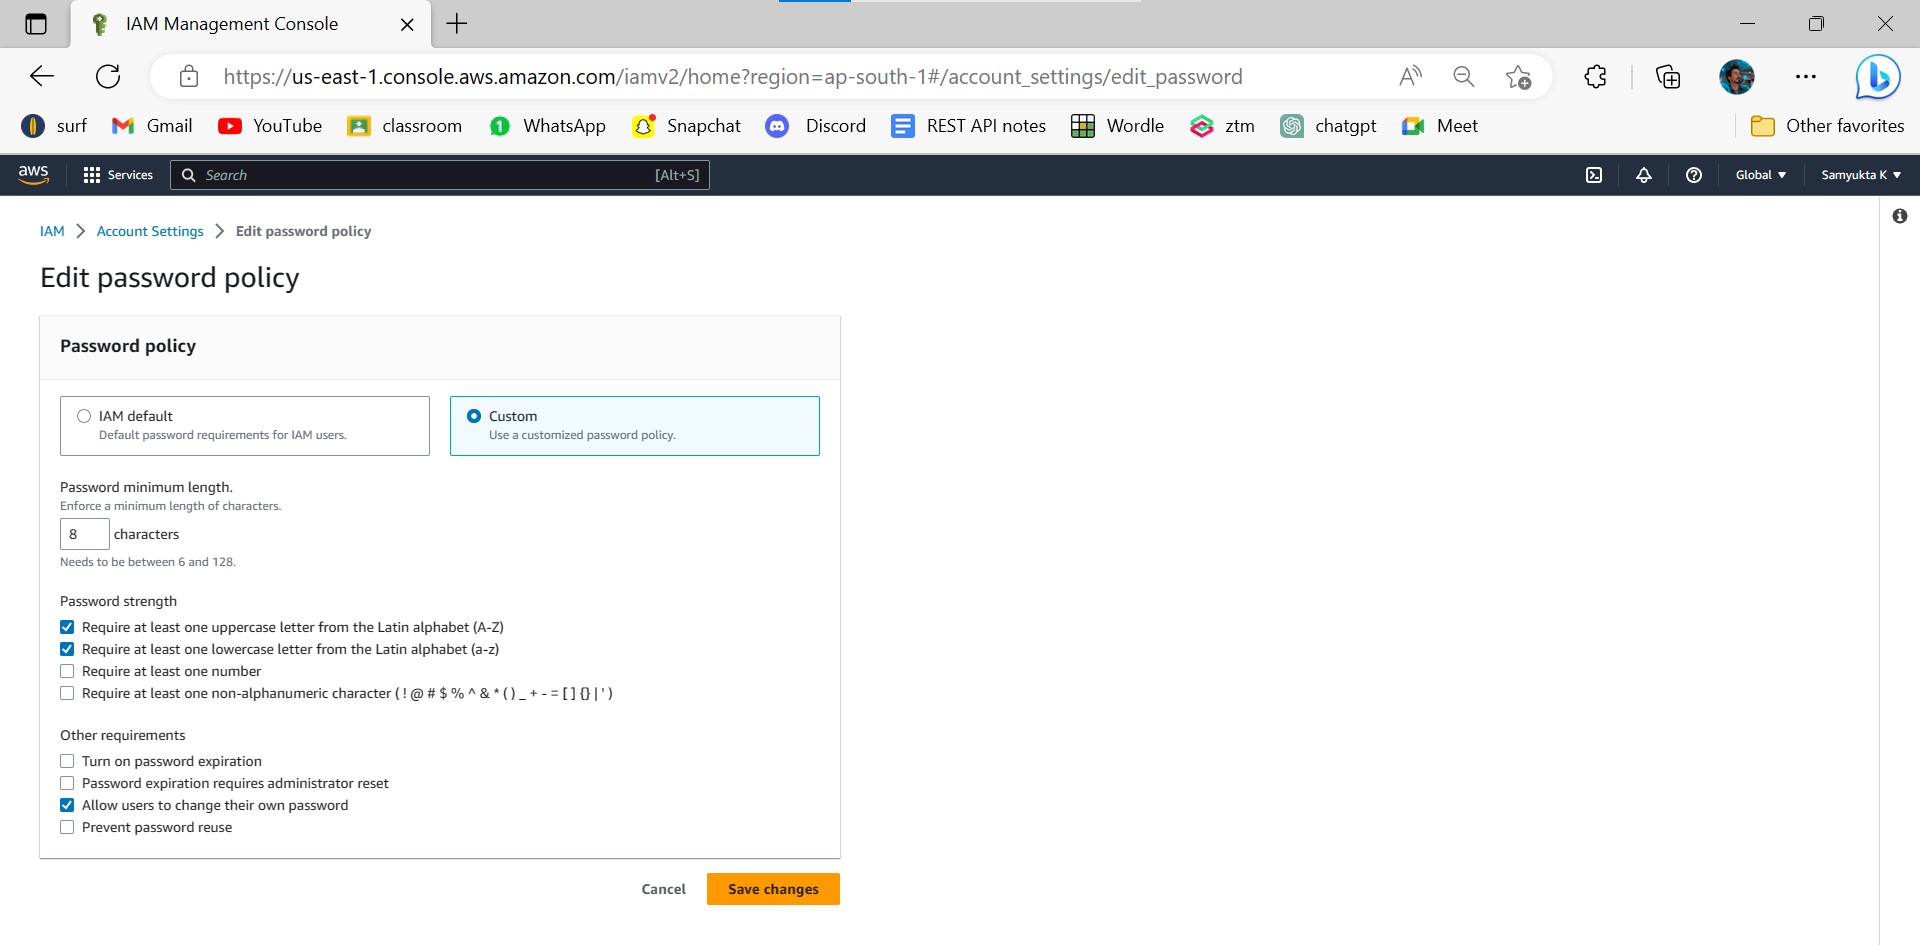 IAM Management Console
https://us-east-1.console.aws.amazon.com/iamv2/home?region=ap-south-1#/account_settings/edit_password
surf Gmail YouTube classroom WhatsApp Snapchat Discord REST API notes Wordle ztm chatgpt Meet Other favorites
aws Services Search [Alt+S] Global Samyukta K
IAM > Account Settings > Edit password policy
Edit password policy
Password policy
IAM default
Default password requirements for IAM users.
Custom
Use a customized password policy.
Password minimum length.
Enforce a minimum length of characters.
8 characters
Needs to be between 6 and 128.
Password strength
Require at least one uppercase letter from the Latin alphabet (A-Z)
Require at least one lowercase letter from the Latin alphabet (a-z)
Require at least one number
Require at least one non-alphanumeric character ( ! @ # $ % ^ & * ( ) _ + - = [ ] { } | ' )
Other requirements
Turn on password expiration
Password expiration requires administrator reset
Allow users to change their own password
Prevent password reuse
Cancel Save changes